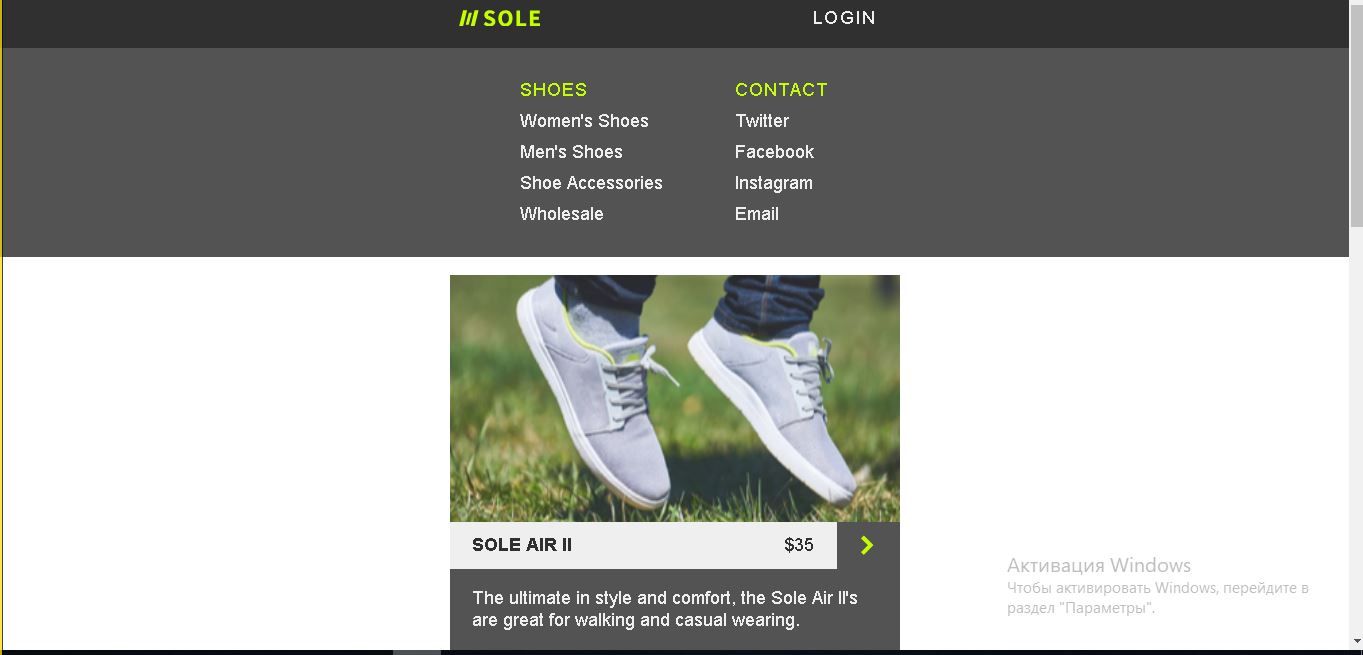 SOLE LOGIN
SHOES CONTACT
Women's Shoes Twitter
Men's Shoes Facebook
Shoe Accessories Instagram
Wholesale Email
SOLE AIR II $35
The ultimate in style and comfort, the Sole Air II's
are great for walking and casual wearing.
Активация Windows
Чтобы активировать Windows, перейдите в
раздел "Параметры".